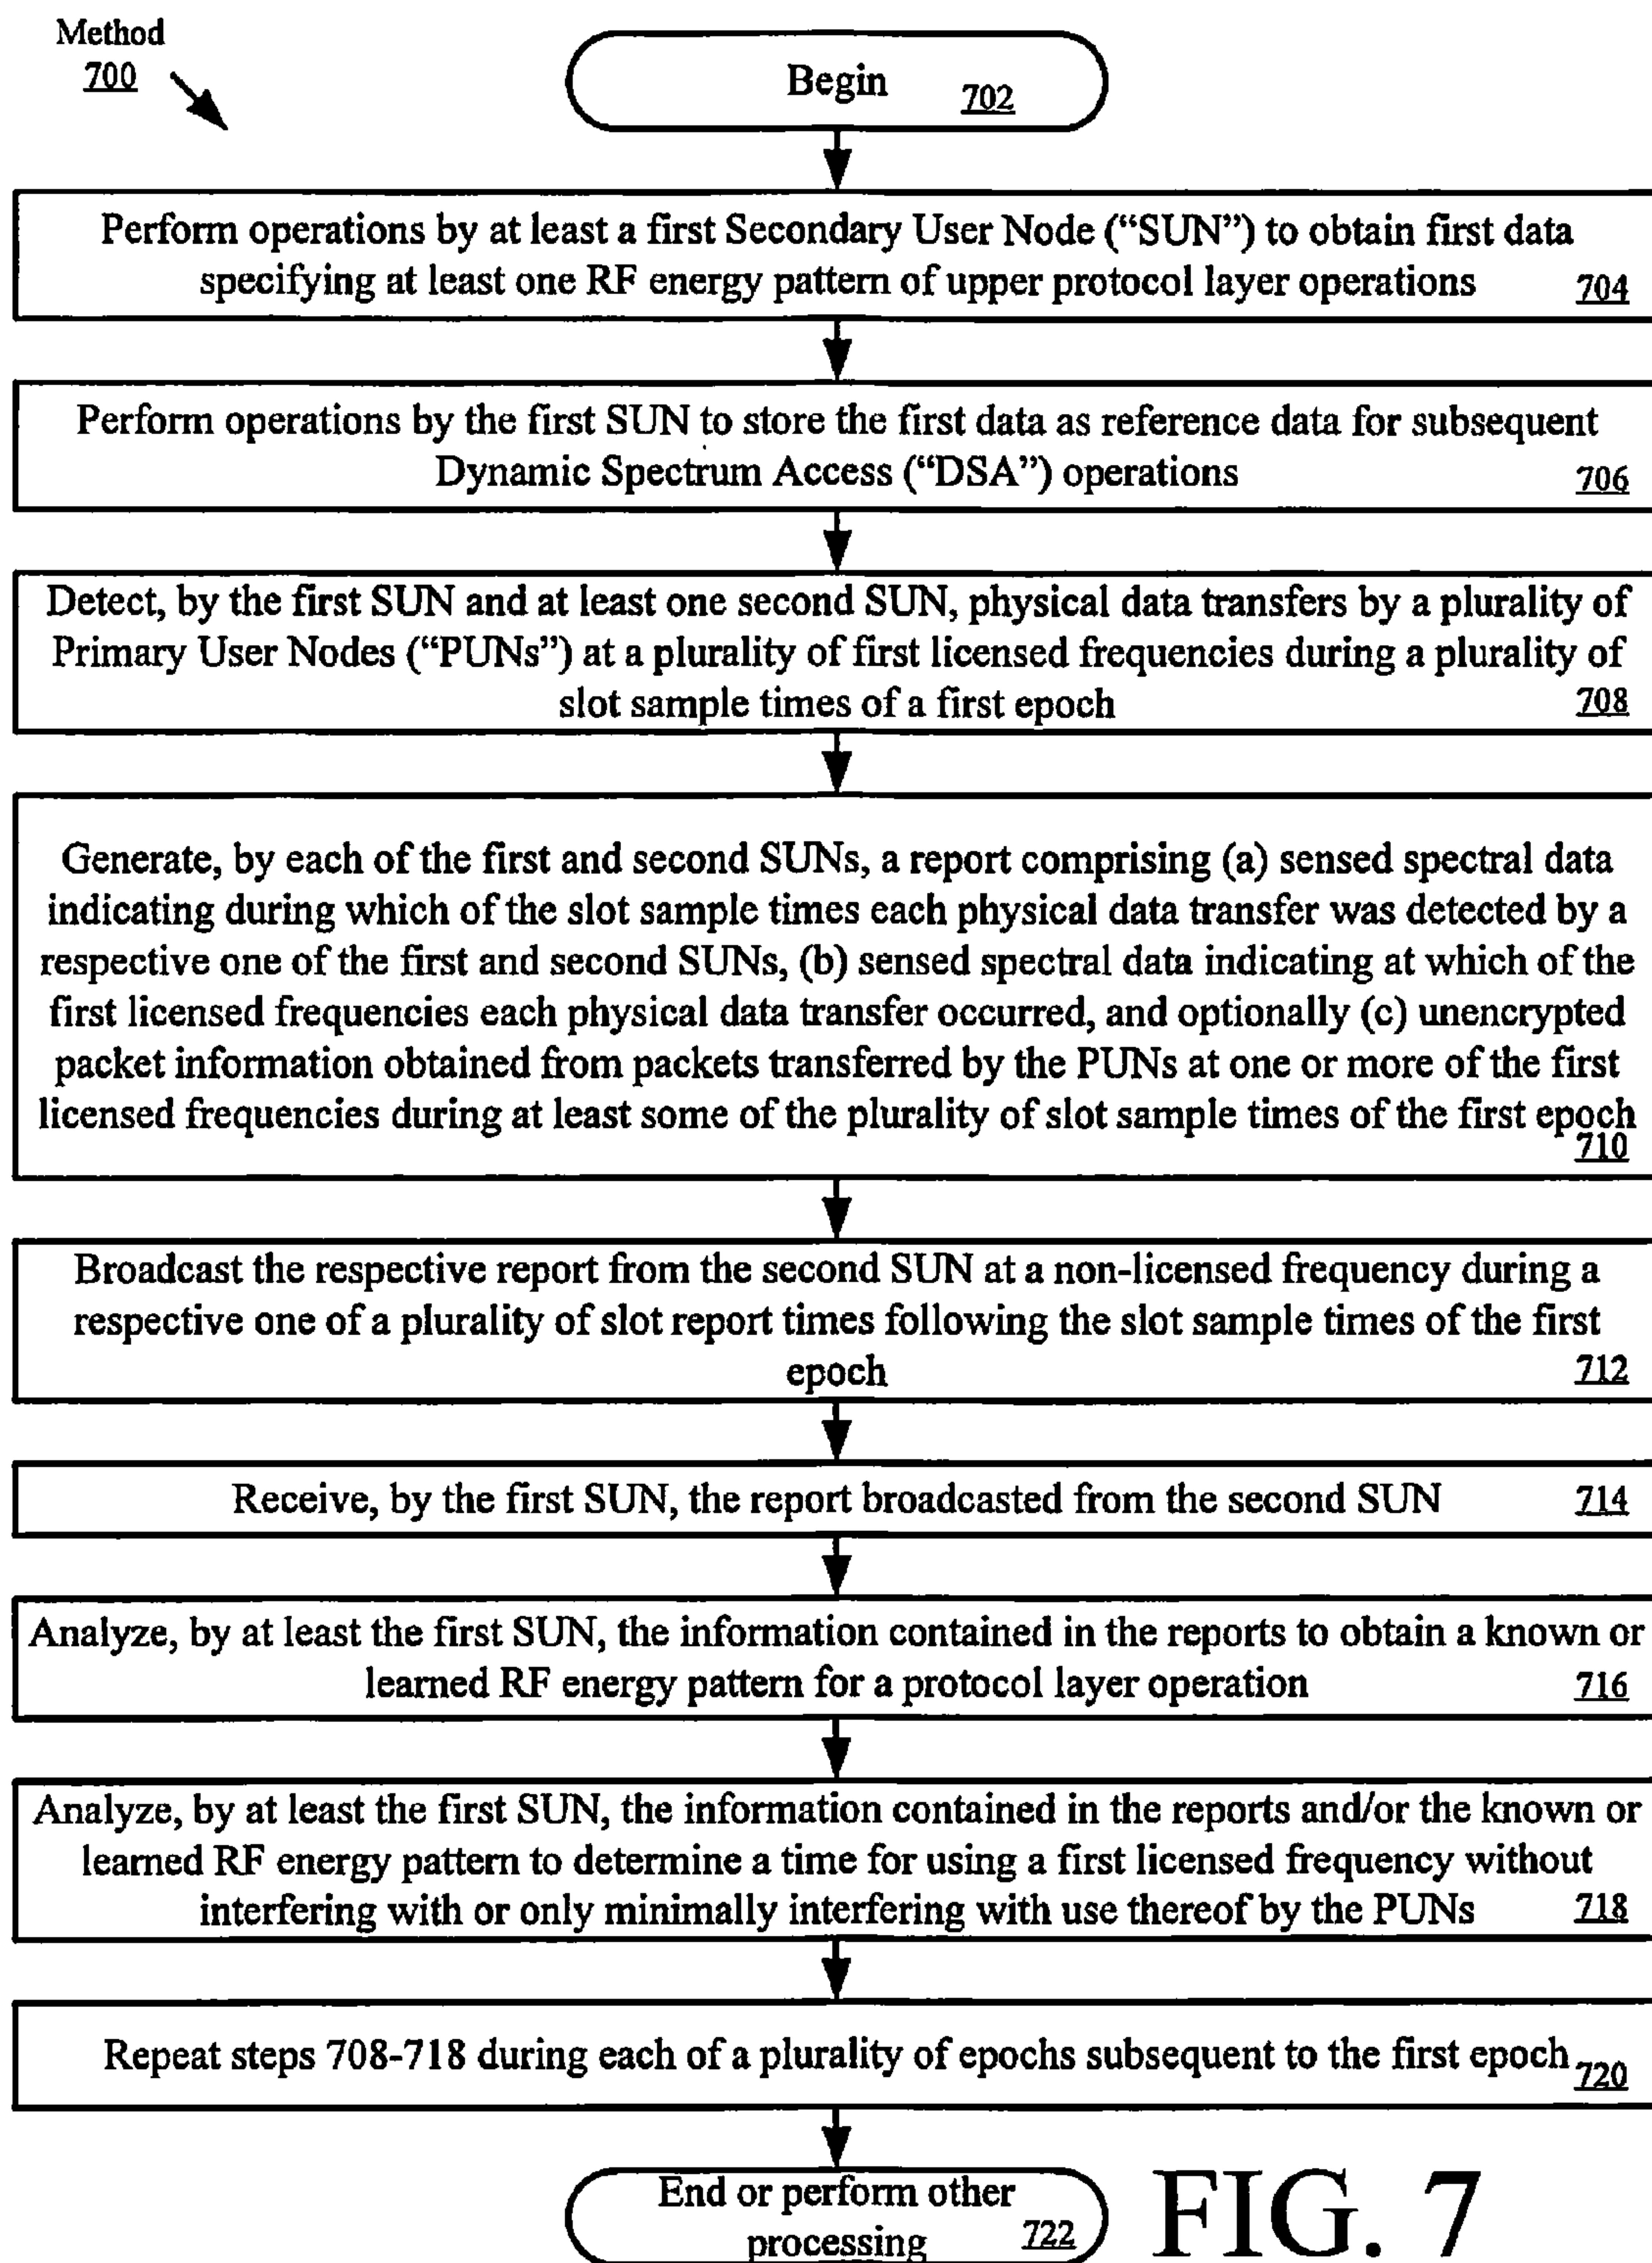 Method
700
Begin 702
Perform operations by at least a first Secondary User Node (“SUN”) to obtain first data
specifying at least one RF energy pattern of upper protocol layer operations 704
Perform operations by the first SUN to store the first data as reference data for subsequent
Dynamic Spectrum Access (“DSA”) operations 706
Detect, by the first SUN and at least one second SUN, physical data transfers by a plurality of
Primary User Nodes (“PUNs”) at a plurality of first licensed frequencies during a plurality of
slot sample times of a first epoch 708
Generate, by each of the first and second SUNs, a report comprising (a) sensed spectral data
indicating during which of the slot sample times each physical data transfer was detected by a
respective one of the first and second SUNs, (b) sensed spectral data indicating at which of the
first licensed frequencies each physical data transfer occurred, and optionally (c) unencrypted
packet information obtained from packets transferred by the PUNs at one or more of the first
licensed frequencies during at least some of the plurality of slot sample times of the first epoch
710
Broadcast the respective report from the second SUN at a non-licensed frequency during a
respective one of a plurality of slot report times following the slot sample times of the first
epoch 712
Receive, by the first SUN, the report broadcasted from the second SUN 714
Analyze, by at least the first SUN, the information contained in the reports to obtain a known or
learned RF energy pattern for a protocol layer operation 716
Analyze, by at least the first SUN, the information contained in the reports and/or the known or
learned RF energy pattern to determine a time for using a first licensed frequency without
interfering with or only minimally interfering with use thereof by the PUNs 718
Repeat steps 708-718 during each of a plurality of epochs subsequent to the first epoch 720
End or perform other
processing 722
FIG. 7